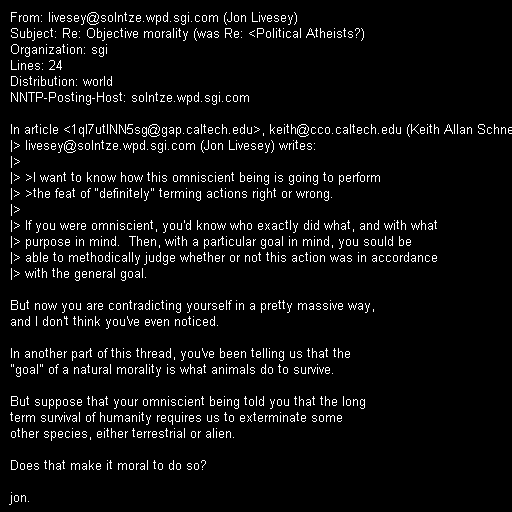 From: livesey@solntze.wpd.sgi.com (Jon Livesey)
Subject: Re: Objective morality (was Re: <Political Atheists?)
Organization: sgi
Lines: 24
Distribution: world
NNTP-Posting-Host: solntze.wpd.sgi.com

In article <1ql7utINN5sg@gap.caltech.edu>, keith@cco.caltech.edu (Keith Allan Schne
|> livesey@solntze.wpd.sgi.com (Jon Livesey) writes:
|>
|> >I want to know how this omniscient being is going to perform
|> >the feat of "definitely" terming actions right or wrong.
|>
|> If you were omniscient, you'd know who exactly did what, and with what
|> purpose in mind.  Then, with a particular goal in mind, you sould be
|> able to methodically judge whether or not this action was in accordance
|> with the general goal.

But now you are contradicting yourself in a pretty massive way,
and I don't think you've even noticed.

In another part of this thread, you've been telling us that the
"goal" of a natural morality is what animals do to survive.

But suppose that your omniscient being told you that the long
term survival of humanity requires us to exterminate some
other species, either terrestrial or alien.

Does that make it moral to do so?

jon.